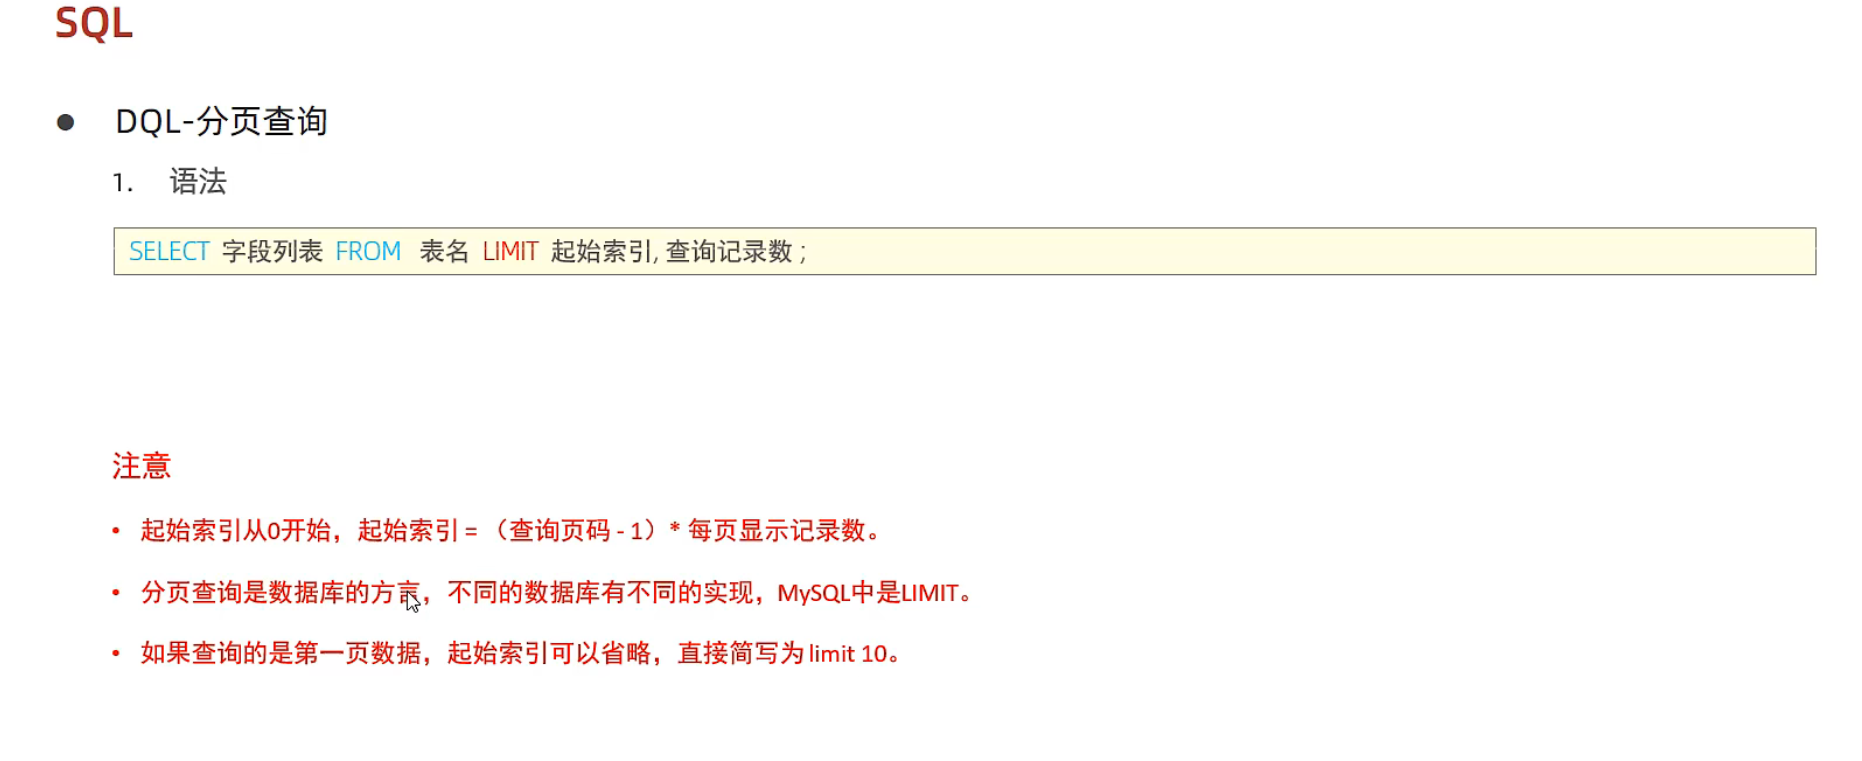 SQL
● DQL-分页查询
1. 语法
SELECT 字段列表 FROM 表名 LIMIT 起始索引, 查询记录数 ;
注意
• 起始索引从0开始，起始索引 = （查询页码 - 1）* 每页显示记录数。
• 分页查询是数据库的方言，不同的数据库有不同的实现，MySQL中是LIMIT。
• 如果查询的是第一页数据，起始索引可以省略，直接简写为 limit 10。